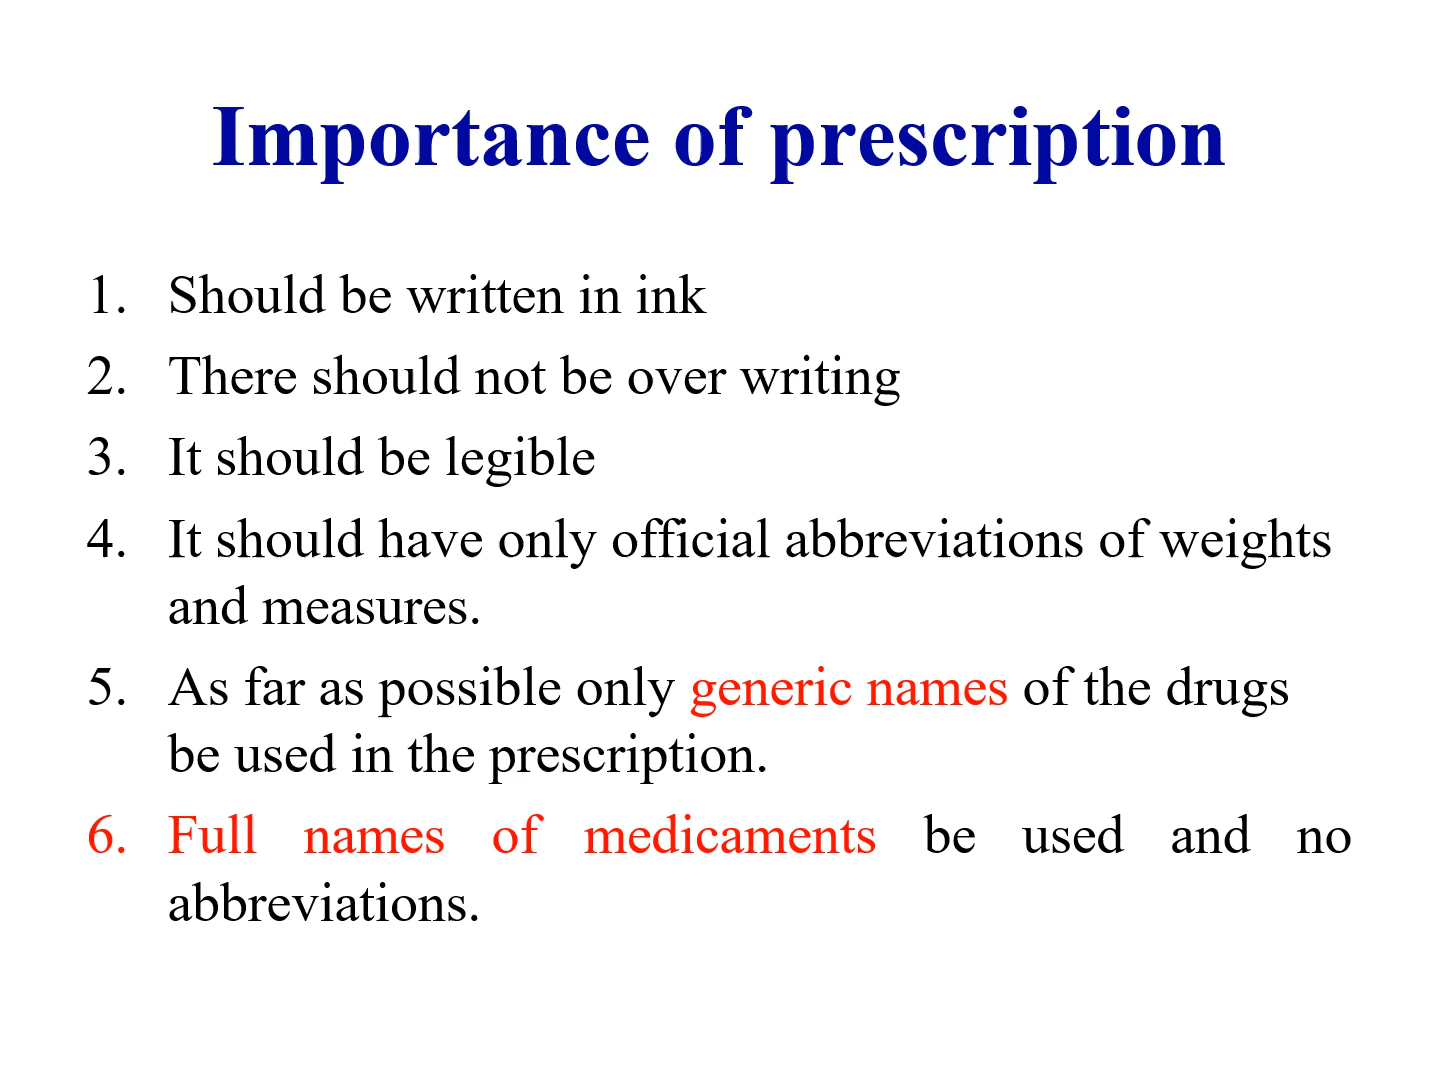 Importance of prescription
1. Should be written in ink
2. There should not be over writing
3. It should be legible
4. It should have only official abbreviations of weights
and measures.
5. As far as possible only generic names of the drugs
be used in the prescription.
6. Full names of medicaments be used and no
abbreviations.